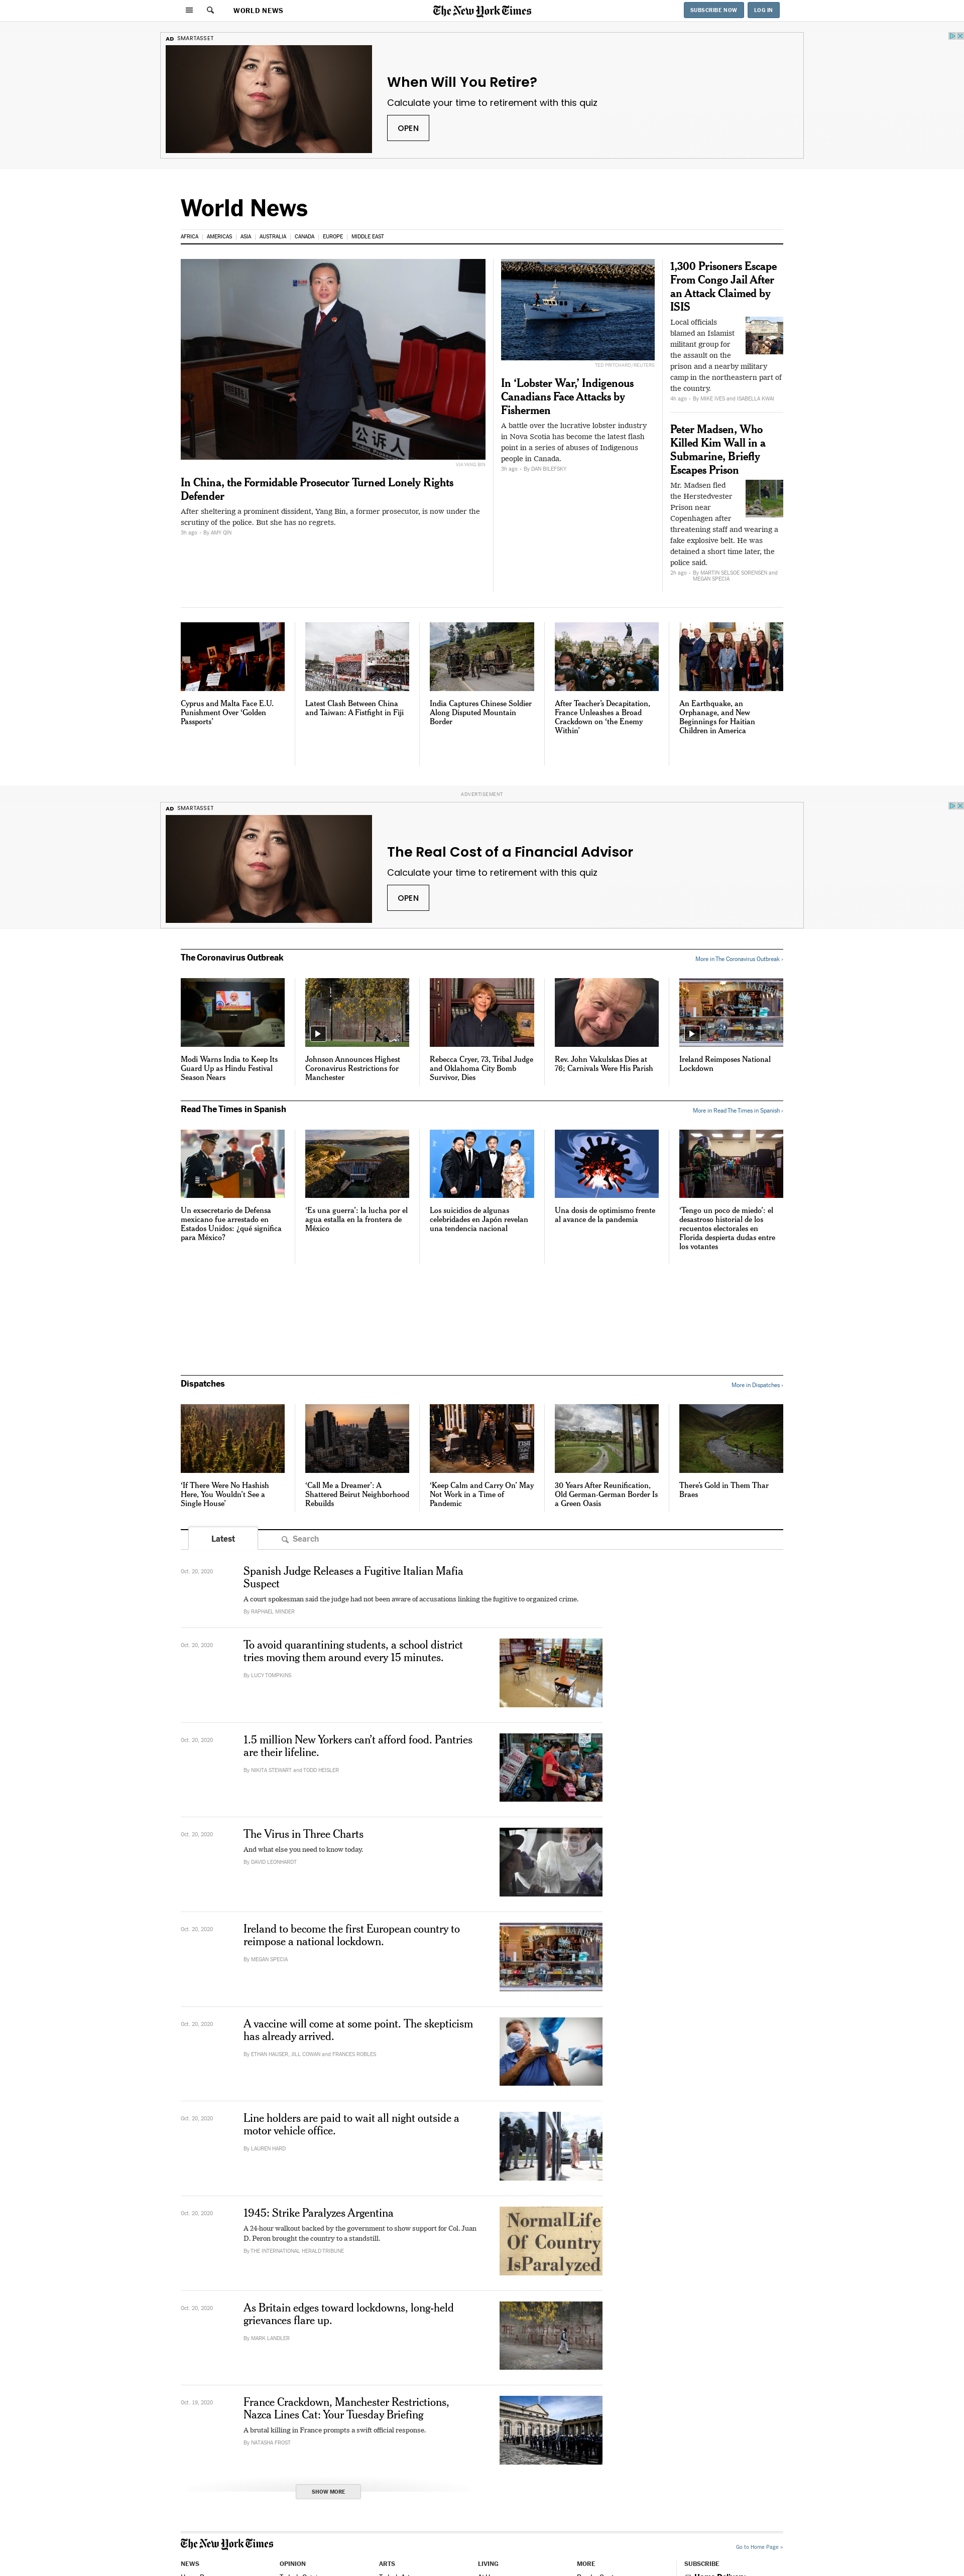 WORLD NEWS
The New York Times
SUBSCRIBE NOW
LOG IN
AD SMARTASSET
When Will You Retire?
Calculate your time to retirement with this quiz
OPEN
World News
AFRICA
AMERICAS
ASIA
AUSTRALIA
CANADA
EUROPE
MIDDLE EAST
公诉人
VIA YANG BIN
In China, the Formidable Prosecutor Turned Lonely Rights
Defender
After sheltering a prominent dissident, Yang Bin, a former prosecutor, is now under the
scrutiny of the police. But she has no regrets.
By AMY QIN
TED PRITCHARD/REUTERS
In ‘Lobster War,’ Indigenous
Canadians Face Attacks by
Fishermen
A battle over the lucrative lobster industry
in Nova Scotia has become the latest flash
point in a series of abuses of Indigenous
people in Canada.
3h ago • By DAN BILEFSKY
1,300 Prisoners Escape
From Congo Jail After
an Attack Claimed by
ISIS
Local officials
blamed an Islamist
militant group for
the assault on the
prison and a nearby military
camp in the northeastern part of
the country.
4h ago • By MIKE IVES and ISABELLA KWAI
Peter Madsen, Who
Killed Kim Wall in a
Submarine, Briefly
Escapes Prison
Mr. Madsen fled
the Herstedvester
Prison near
Copenhagen after
threatening staff and wearing a
fake explosive belt. He was
detained a short time later, the
police said.
2h ago • By MARTIN SELSOE SORENSEN and
MEGAN SPECIA
Cyprus and Malta Face E.U.
Punishment Over ‘Golden
Passports’
Latest Clash Between China
and Taiwan: A Fistfight in Fiji
India Captures Chinese Soldier
Along Disputed Mountain
Border
After Teacher’s Decapitation,
France Unleashes a Broad
Crackdown on ‘the Enemy
Within’
An Earthquake, an
Orphanage, and New
Beginnings for Haitian
Children in America
ADVERTISEMENT
AD SMARTASSET
The Real Cost of a Financial Advisor
Calculate your time to retirement with this quiz
OPEN
The Coronavirus Outbreak
More in The Coronavirus Outbreak ›
Modi Warns India to Keep Its
Guard Up as Hindu Festival
Season Nears
Johnson Announces Highest
Coronavirus Restrictions for
Manchester
Rebecca Cryer, 73, Tribal Judge
and Oklahoma City Bomb
Survivor, Dies
Rev. John Vakulskas Dies at
76; Carnivals Were His Parish
Ireland Reimposes National
Lockdown
Read The Times in Spanish
More in Read The Times in Spanish ›
Un exsecretario de Defensa
mexicano fue arrestado en
Estados Unidos: ¿qué significa
para México?
‘Es una guerra’: la lucha por el
agua estalla en la frontera de
México
Los suicidios de algunas
celebridades en Japón revelan
una tendencia nacional
Una dosis de optimismo frente
al avance de la pandemia
‘Tengo un poco de miedo’: el
desastroso historial de los
recuentos electorales en
Florida despierta dudas entre
los votantes
Dispatches
More in Dispatches ›
‘If There Were No Hashish
Here, You Wouldn’t See a
Single House’
‘Call Me a Dreamer’: A
Shattered Beirut Neighborhood
Rebuilds
‘Keep Calm and Carry On’ May
Not Work in a Time of
Pandemic
30 Years After Reunification,
Old German-German Border Is
a Green Oasis
There’s Gold in Them Thar
Braes
Latest
Search
Oct. 20, 2020
Spanish Judge Releases a Fugitive Italian Mafia
Suspect
A court spokesman said the judge had not been aware of accusations linking the fugitive to organized crime.
By RAPHAEL MINDER
Oct. 20, 2020
To avoid quarantining students, a school district
tries moving them around every 15 minutes.
By LUCY TOMPKINS
Oct. 20, 2020
1.5 million New Yorkers can’t afford food. Pantries
are their lifeline.
By NIKITA STEWART and TODD HEISLER
Oct. 20, 2020
The Virus in Three Charts
And what else you need to know today.
By DAVID LEONHARDT
Oct. 20, 2020
Ireland to become the first European country to
reimpose a national lockdown.
By MEGAN SPECIA
Oct. 20, 2020
A vaccine will come at some point. The skepticism
has already arrived.
By ETHAN HAUSER, JILL COWAN and FRANCES ROBLES
Oct. 20, 2020
Line holders are paid to wait all night outside a
motor vehicle office.
By LAUREN HARD
Oct. 20, 2020
1945: Strike Paralyzes Argentina
A 24-hour walkout backed by the government to show support for Col. Juan
D. Peron brought the country to a standstill.
By THE INTERNATIONAL HERALD TRIBUNE
Normal Life
Of Country
Is Paralyzed
Oct. 20, 2020
As Britain edges toward lockdowns, long-held
grievances flare up.
By MARK LANDLER
Oct. 19, 2020
France Crackdown, Manchester Restrictions,
Nazca Lines Cat: Your Tuesday Briefing
A brutal killing in France prompts a swift official response.
By NATASHA FROST
SHOW MORE
The New York Times
Go to Home Page »
NEWS
OPINION
ARTS
LIVING
MORE
SUBSCRIBE